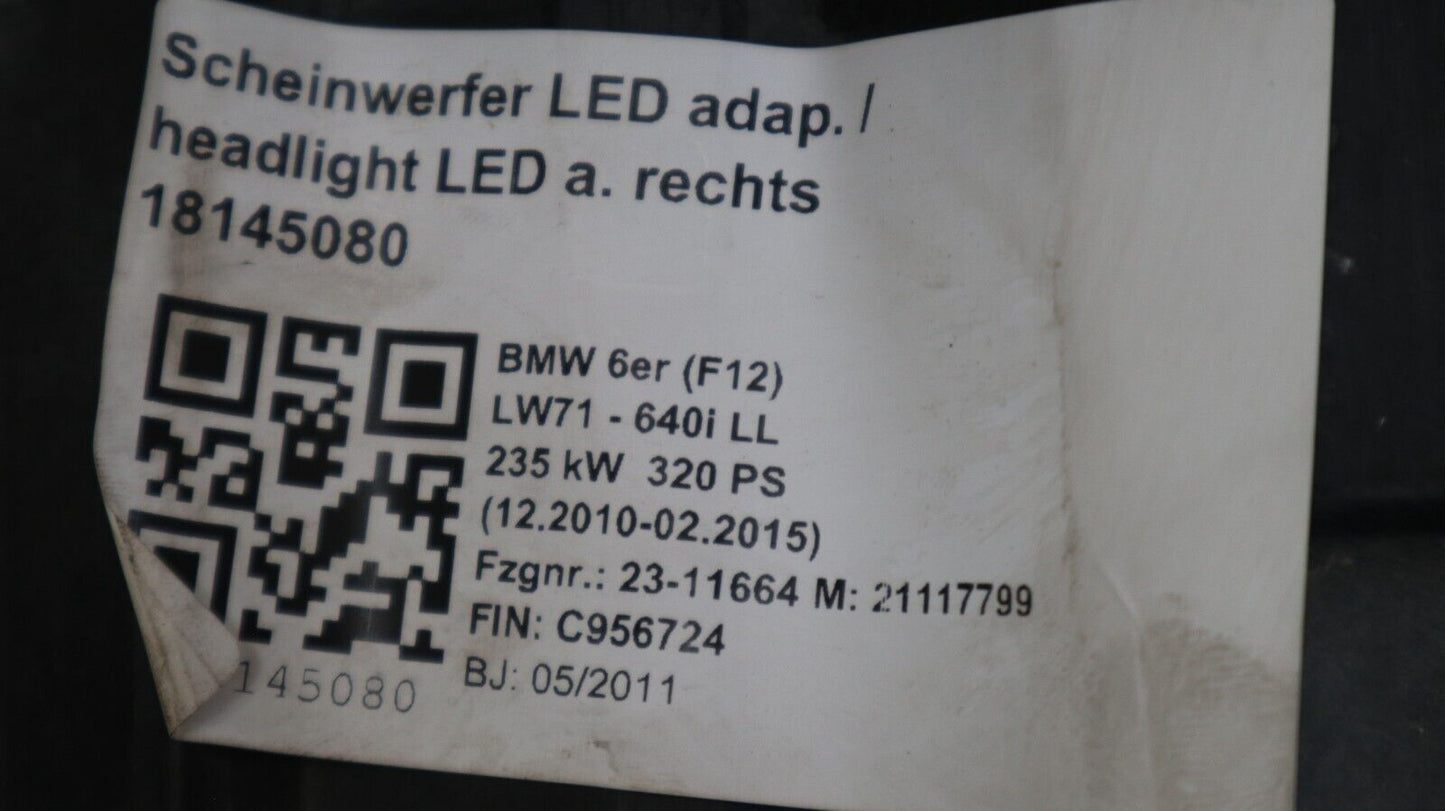 Scheinwerfer LED adap. /
headlight LED a. rechts
18145080
BMW 6er (F12)
LW71 - 640i LL
235 kW 320 PS
(12.2010-02.2015)
Fzgnr.: 23-11664 M: 21117799
FIN: C956724
BJ: 05/2011
145080